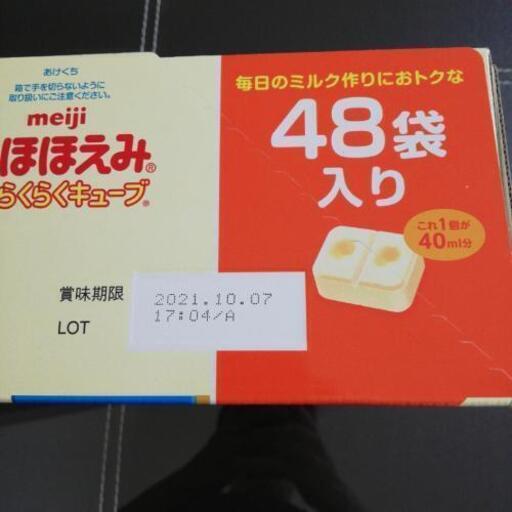 あけくち
箱で手を切らないように
取り扱いにご注意ください。
meiji
ほほえみ®
らくらくキューブ®
毎日のミルク作りにおトクな
48袋
入り
これ1個が
40ml分
賞味期限
2021.10.07
LOT
17:04/A